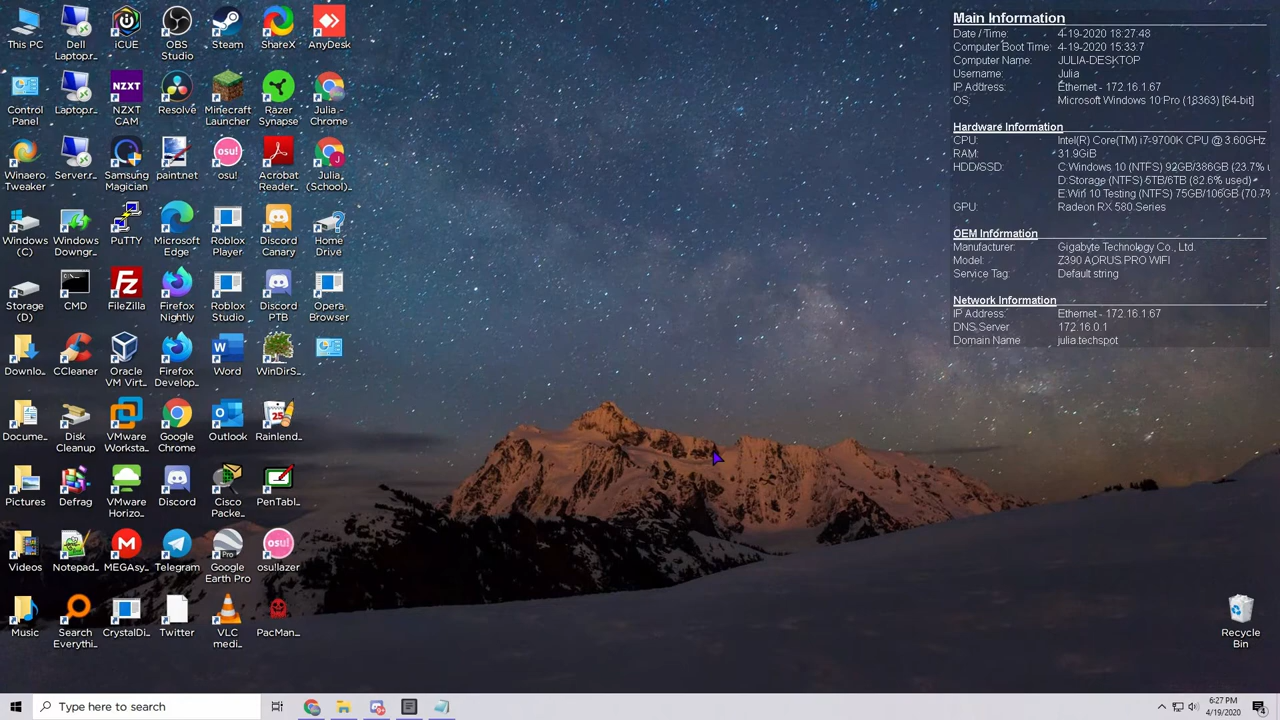 This PC
Dell Laptop.r...
iCUE
OBS Studio
Steam
ShareX
AnyDesk
Control Panel
Laptop.r...
NZXT CAM
Resolve
Minecraft Launcher
Razer Synapse
Julia - Chrome
Winaero Tweaker
Server.r...
Samsung Magician
paint.net
osu!
Acrobat Reader...
Julia (School)...
Windows (C)
Windows Downgr...
PuTTY
Microsoft Edge
Roblox Player
Discord Canary
Home Drive
Storage (D)
CMD
FileZilla
Firefox Nightly
Roblox Studio
Discord PTB
Opera Browser
Downlo...
CCleaner
Oracle VM Virt...
Firefox Develop...
Word
WinDirS...
Docume...
Disk Cleanup
VMware Worksta...
Google Chrome
Outlook
Rainlend...
Pictures
Defrag
VMware Horizo...
Discord
Cisco Packe...
PenTabl...
Videos
Notepad...
MEGAsy...
Telegram
Google Earth Pro
osu!lazer
Music
Search Everythi...
CrystalDi...
Twitter
VLC medi...
PacMan...
Main Information
Date / Time: 4-19-2020 18:27:48
Computer Boot Time: 4-19-2020 15:33:7
Computer Name: JULIA-DESKTOP
Username: Julia
IP Address: Ethernet - 172.16.1.67
OS: Microsoft Windows 10 Pro (18363) [64-bit]
Hardware Information
CPU: Intel(R) Core(TM) i7-9700K CPU @ 3.60GHz
RAM: 31.9GiB
HDD/SSD: C:Windows 10 (NTFS) 92GB/386GB (23.7% u
D:Storage (NTFS) 5TB/6TB (82.6% used)
E:Win 10 Testing (NTFS) 75GB/106GB (70.7%
GPU: Radeon RX 580 Series
OEM Information
Manufacturer: Gigabyte Technology Co., Ltd.
Model: Z390 AORUS PRO WIFI
Service Tag: Default string
Network Information
IP Address: Ethernet - 172.16.1.67
DNS Server 172.16.0.1
Domain Name julia.techspot
Recycle Bin
Type here to search
6:27 PM
4/19/2020